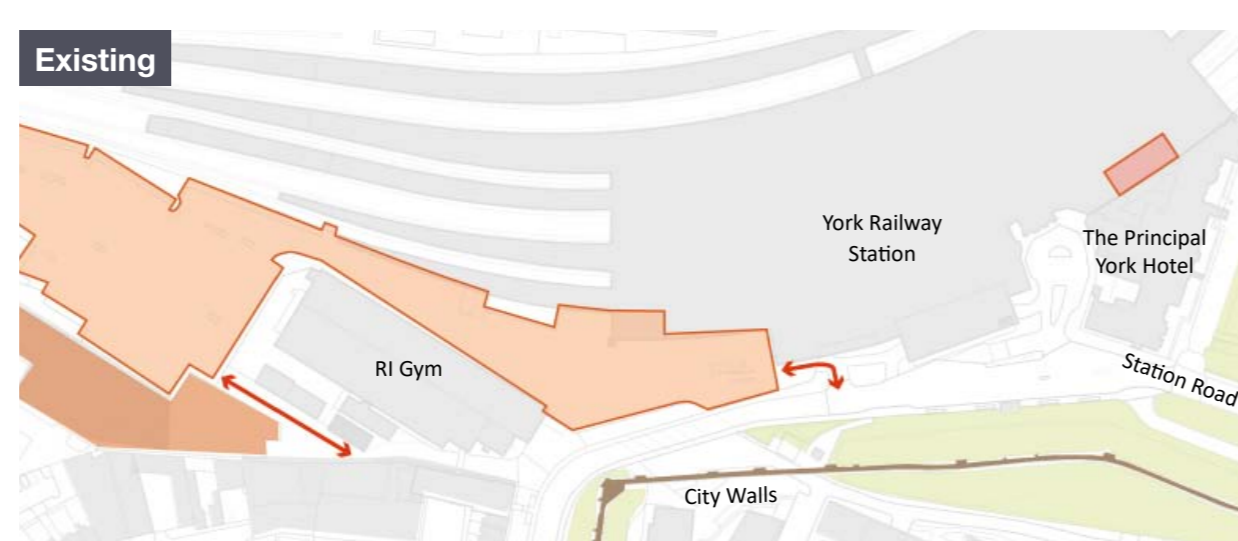 Existing
York Railway
Station
The Principal
York Hotel
RI Gym
Station Road
City Walls